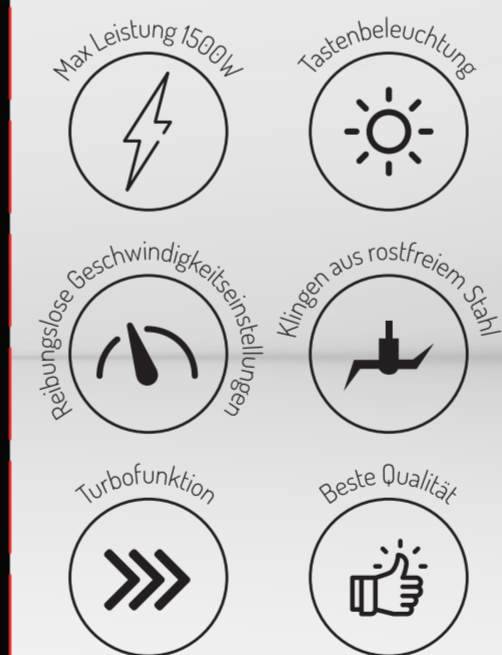 Max Leistung 1500W
Tastenbeleuchtung
Reibungslose Geschwindigkeitseinstellungen
Klingen aus rostfreiem Stahl
Turbofunktion
Beste Qualität